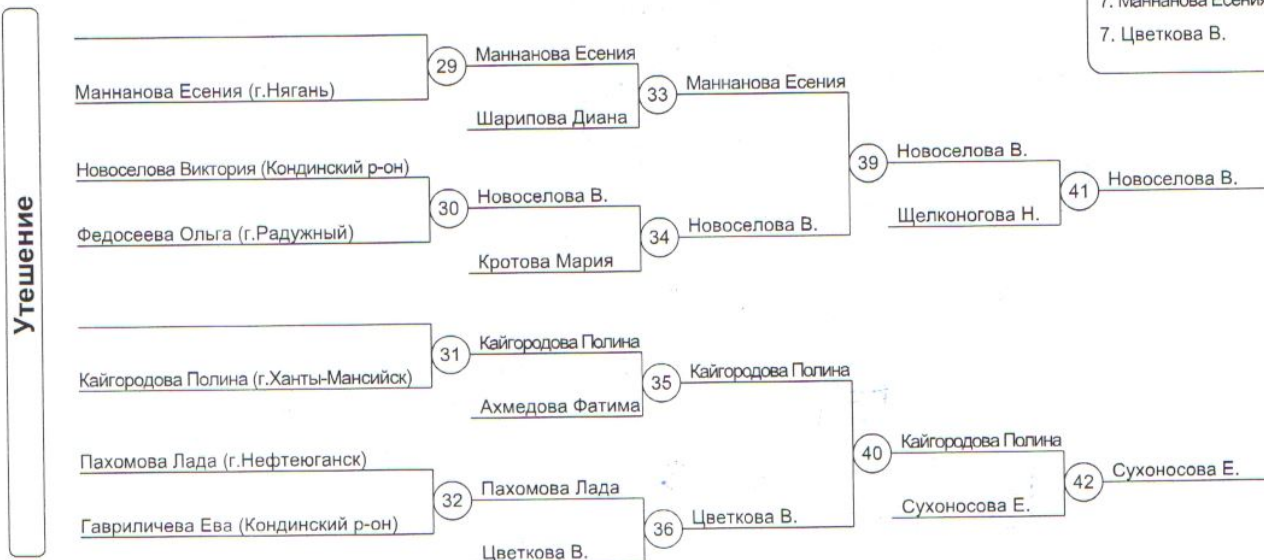 7. Маннанова Есения
7. Цветкова В.
Утешение
Маннанова Есения (г.Нягань)
29
Маннанова Есения
Шарипова Диана
33
Маннанова Есения
Новоселова Виктория (Кондинский р-он)
Федосеева Ольга (г.Радужный)
30
Новоселова В.
Кротова Мария
34
Новоселова В.
39
Новоселова В.
Щелконогова Н.
41
Новоселова В.
Кайгородова Полина (г.Ханты-Мансийск)
31
Кайгородова Полина
Ахмедова Фатима
35
Кайгородова Полина
Пахомова Лада (г.Нефтеюганск)
Гавриличева Ева (Кондинский р-он)
32
Пахомова Лада
Цветкова В.
36
Цветкова В.
40
Кайгородова Полина
Сухоносова Е.
42
Сухоносова Е.